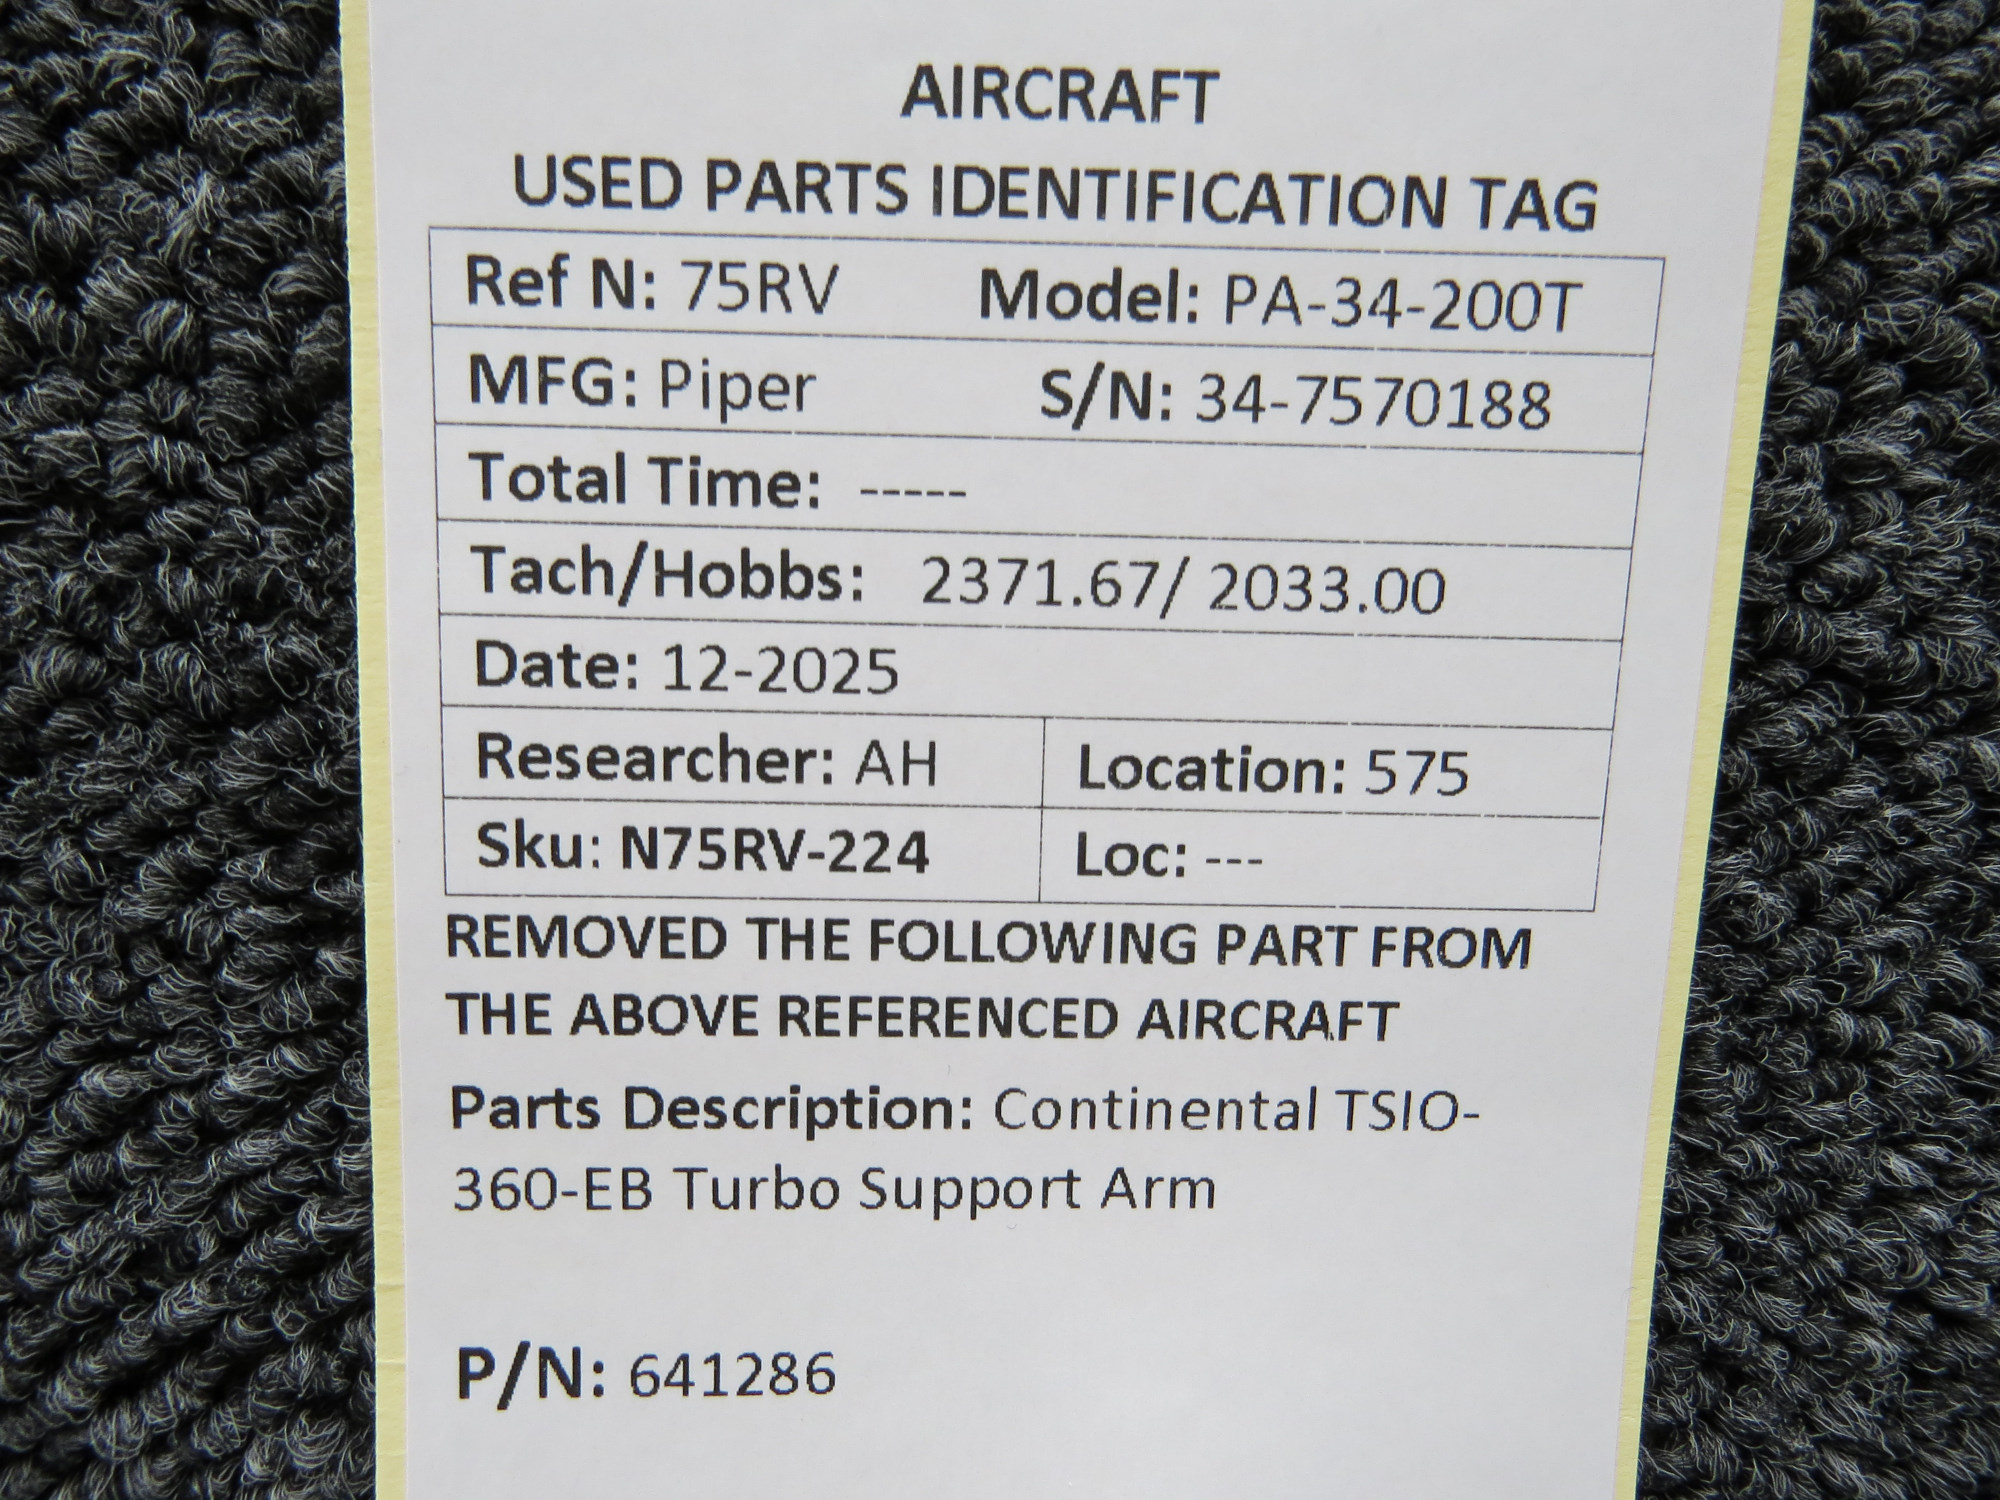 AIRCRAFT
USED PARTS IDENTIFICATION TAG
Ref N: 75RV Model: PA-34-200T
MFG: Piper S/N: 34-7570188
Total Time: -----
Tach/Hobbs: 2371.67/ 2033.00
Date: 12-2025
Researcher: AH Location: 575
Sku: N75RV-224 Loc: ---
REMOVED THE FOLLOWING PART FROM
THE ABOVE REFERENCED AIRCRAFT
Parts Description: Continental TSIO-
360-EB Turbo Support Arm
P/N: 641286